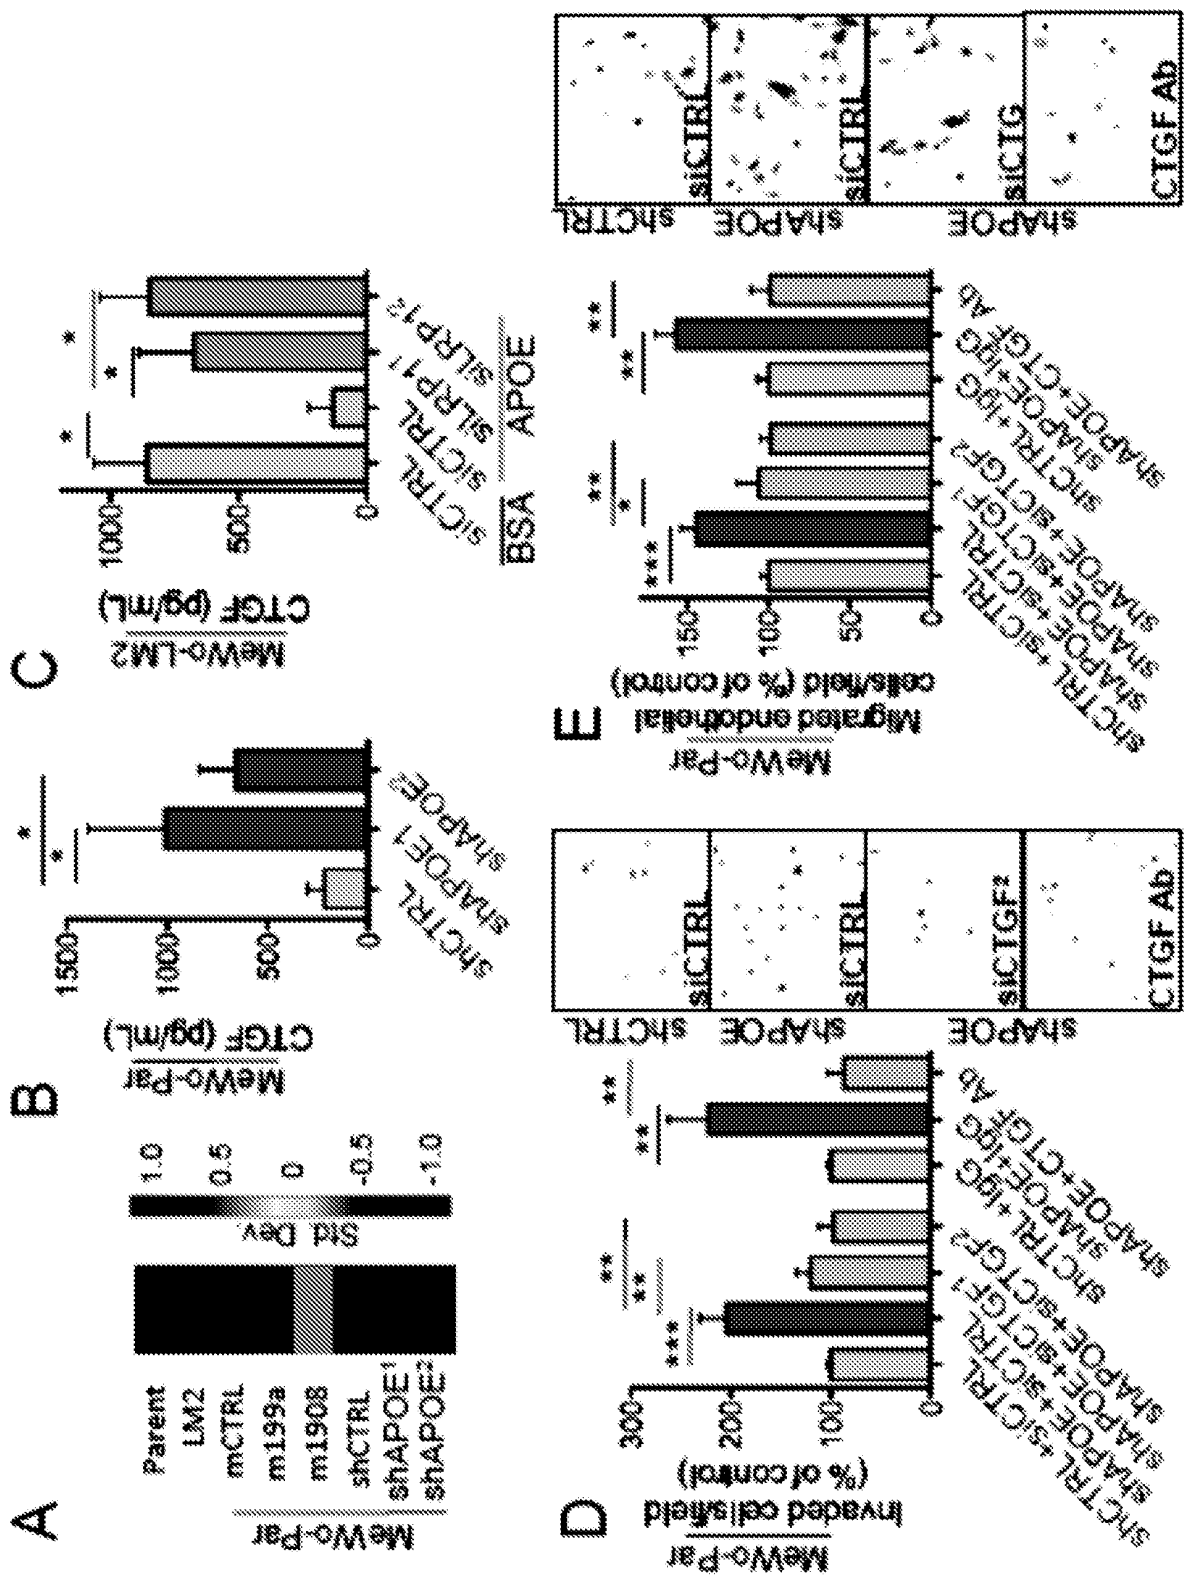 A
Parent
LM2
mCTRL
m199a
m1908
shCTRL
shAPOE1
shAPOE2
MeWo-Par
Std. Dev.
1.0
0.5
0
-0.5
-1.0
B
MeWo-Par
CTGF (pg/mL)
1500
1000
500
0
*
*
shCTRL
shAPOE1
shAPOE2
C
MeWo-LM2
CTGF (pg/mL)
1000
500
0
*
*
*
siCTRL
siCTRL
SiLRP1 1
SiLRP1 2
BSA
APOE
D
MeWo-Par
Invaded cells/field
(% of control)
300
200
100
0
***
**
**
**
**
shCTRL +siCTRL
shAPOE+siCTRL
shAPOE+siCTGF1
shAPOE+siCTGF2
shCTRL +IgG
shAPOE+IgG
shAPOE+CTGF Ab
shCTRL
siCTRL
shAPOE
siCTRL
shAPOE
siCTGF2
CTGF Ab
E
MeWo-Par
Migrated endothelial
cells/field (% of control)
150
100
50
0
***
*
**
**
**
shCTRL +siCTRL
shAPOE+siCTRL
shAPOE+siCTGF1
shAPOE+siCTGF2
shCTRL +IgG
shAPOE+IgG
shAPOE+CTGF Ab
shCTRL
siCTRL
shAPOE
siCTRL
shAPOE
siCTG
CTGF Ab